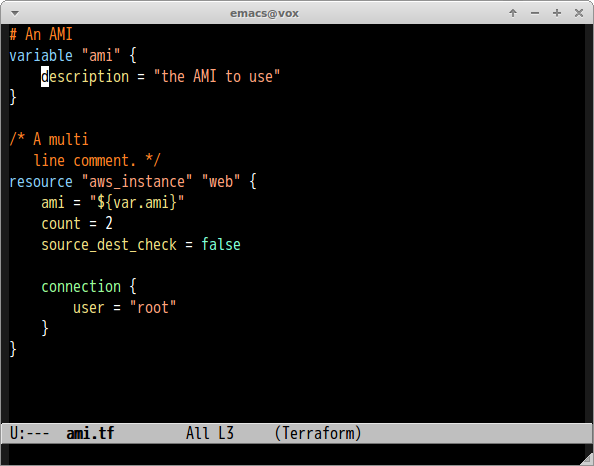 emacs@vox
# An AMI
variable "ami" {
    description = "the AMI to use"
}

/* A multi
   line comment. */
resource "aws_instance" "web" {
    ami = "${var.ami}"
    count = 2
    source_dest_check = false

    connection {
        user = "root"
    }
}
U:---  ami.tf         All L3     (Terraform)